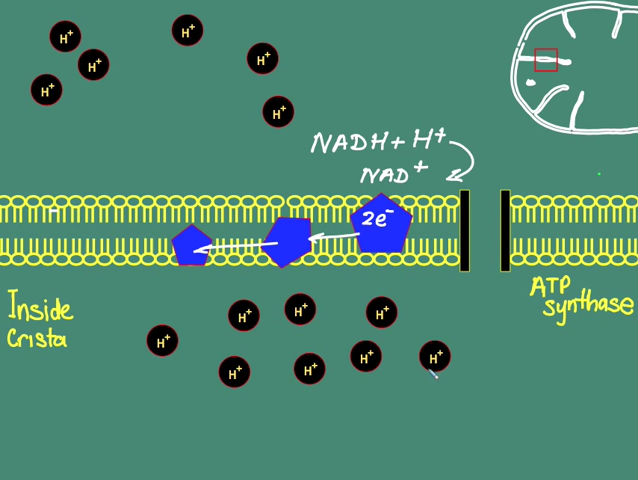 H+
H+
H+
H+
H+
H+
NADH + H+
NAD+
2e-
Inside
Crista
ATP
synthase
H+
H+
H+
H+
H+
H+
H+
H+